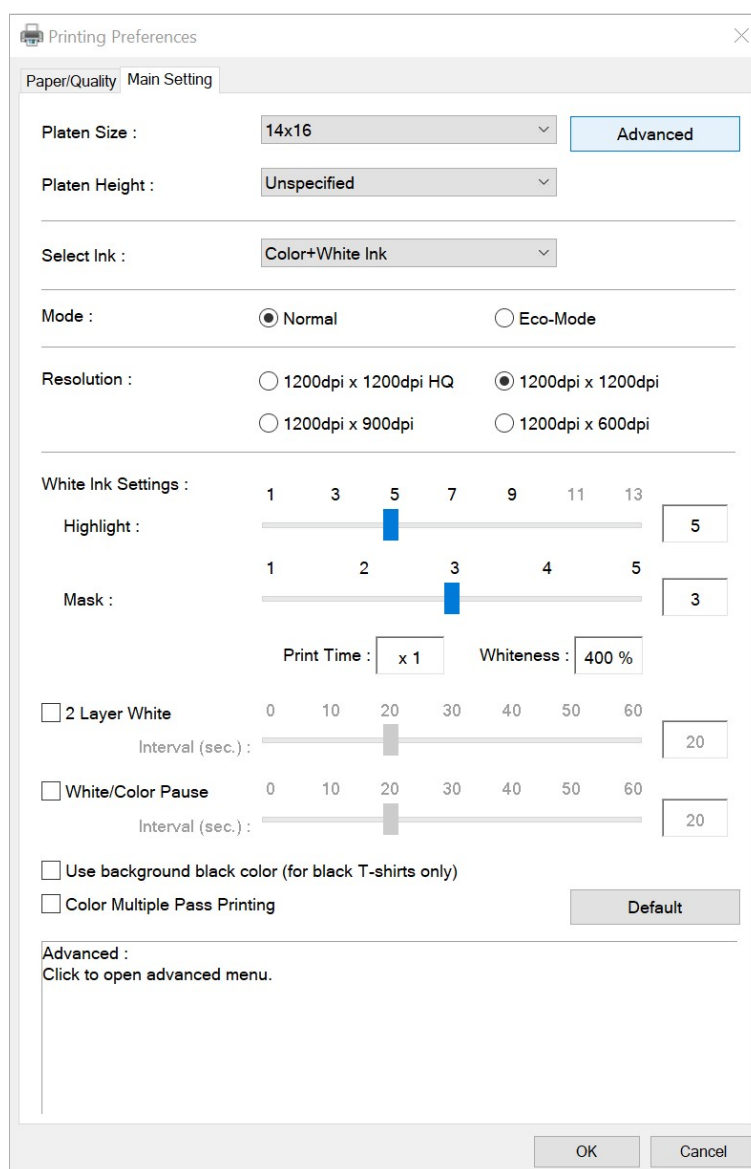 Printing Preferences
Paper/Quality Main Setting
Platen Size : 14x16 Advanced
Platen Height : Unspecified
Select Ink : Color+White Ink
Mode : Normal Eco-Mode
Resolution : 1200dpi x 1200dpi HQ 1200dpi x 1200dpi
1200dpi x 900dpi 1200dpi x 600dpi
White Ink Settings : 1 3 5 7 9 11 13
Highlight : 5
1 2 3 4 5
Mask : 3
Print Time : x 1 Whiteness : 400 %
2 Layer White 0 10 20 30 40 50 60
Interval (sec.) : 20
White/Color Pause 0 10 20 30 40 50 60
Interval (sec.) : 20
Use background black color (for black T-shirts only)
Color Multiple Pass Printing Default
Advanced :
Click to open advanced menu.
OK Cancel